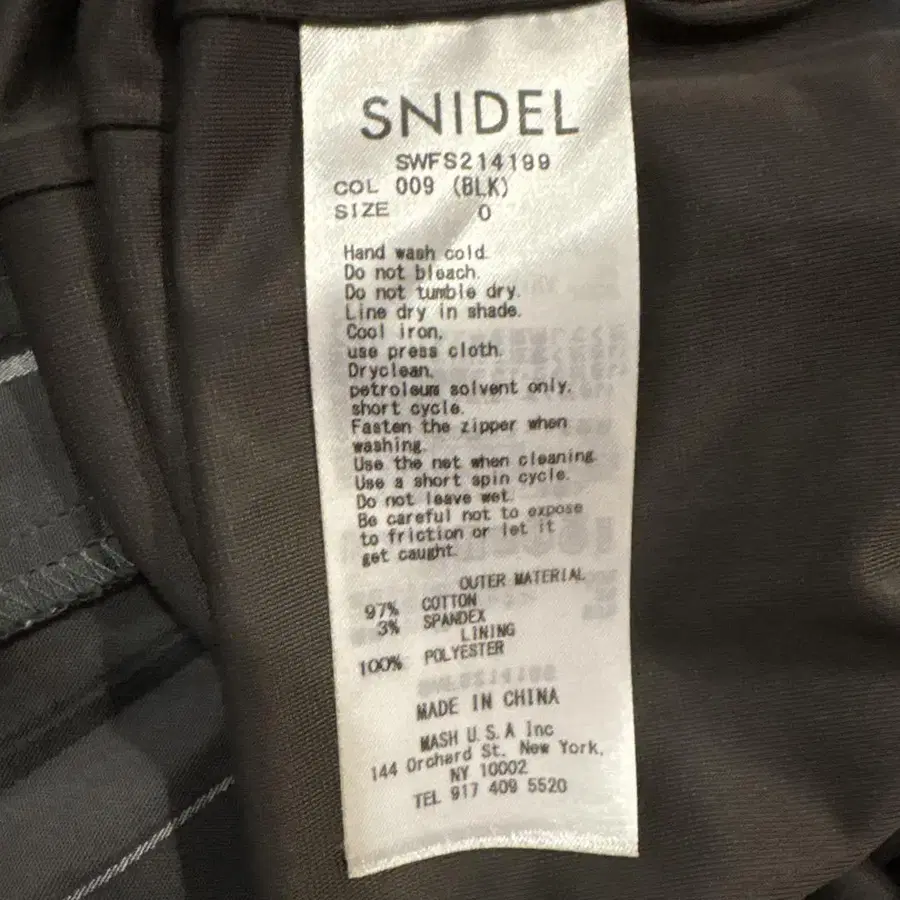 SNIDEL
SWFS214199
COL 009 (BLK)
SIZE 0
Hand wash cold.
Do not bleach.
Do not tumble dry.
Line dry in shade.
Cool iron,
use press cloth.
Dryclean,
petroleum solvent only.
short cycle.
Fasten the zipper when
washing.
Use the net when cleaning.
Use a short spin cycle.
Do not leave wet.
Be careful not to expose
to friction or let it
get caught.
OUTER MATERIAL
97% COTTON
3% SPANDEX
LINING
100% POLYESTER
MADE IN CHINA
MASH U.S.A Inc
144 Orchard St. New York,
NY 10002
TEL 917 409 5520